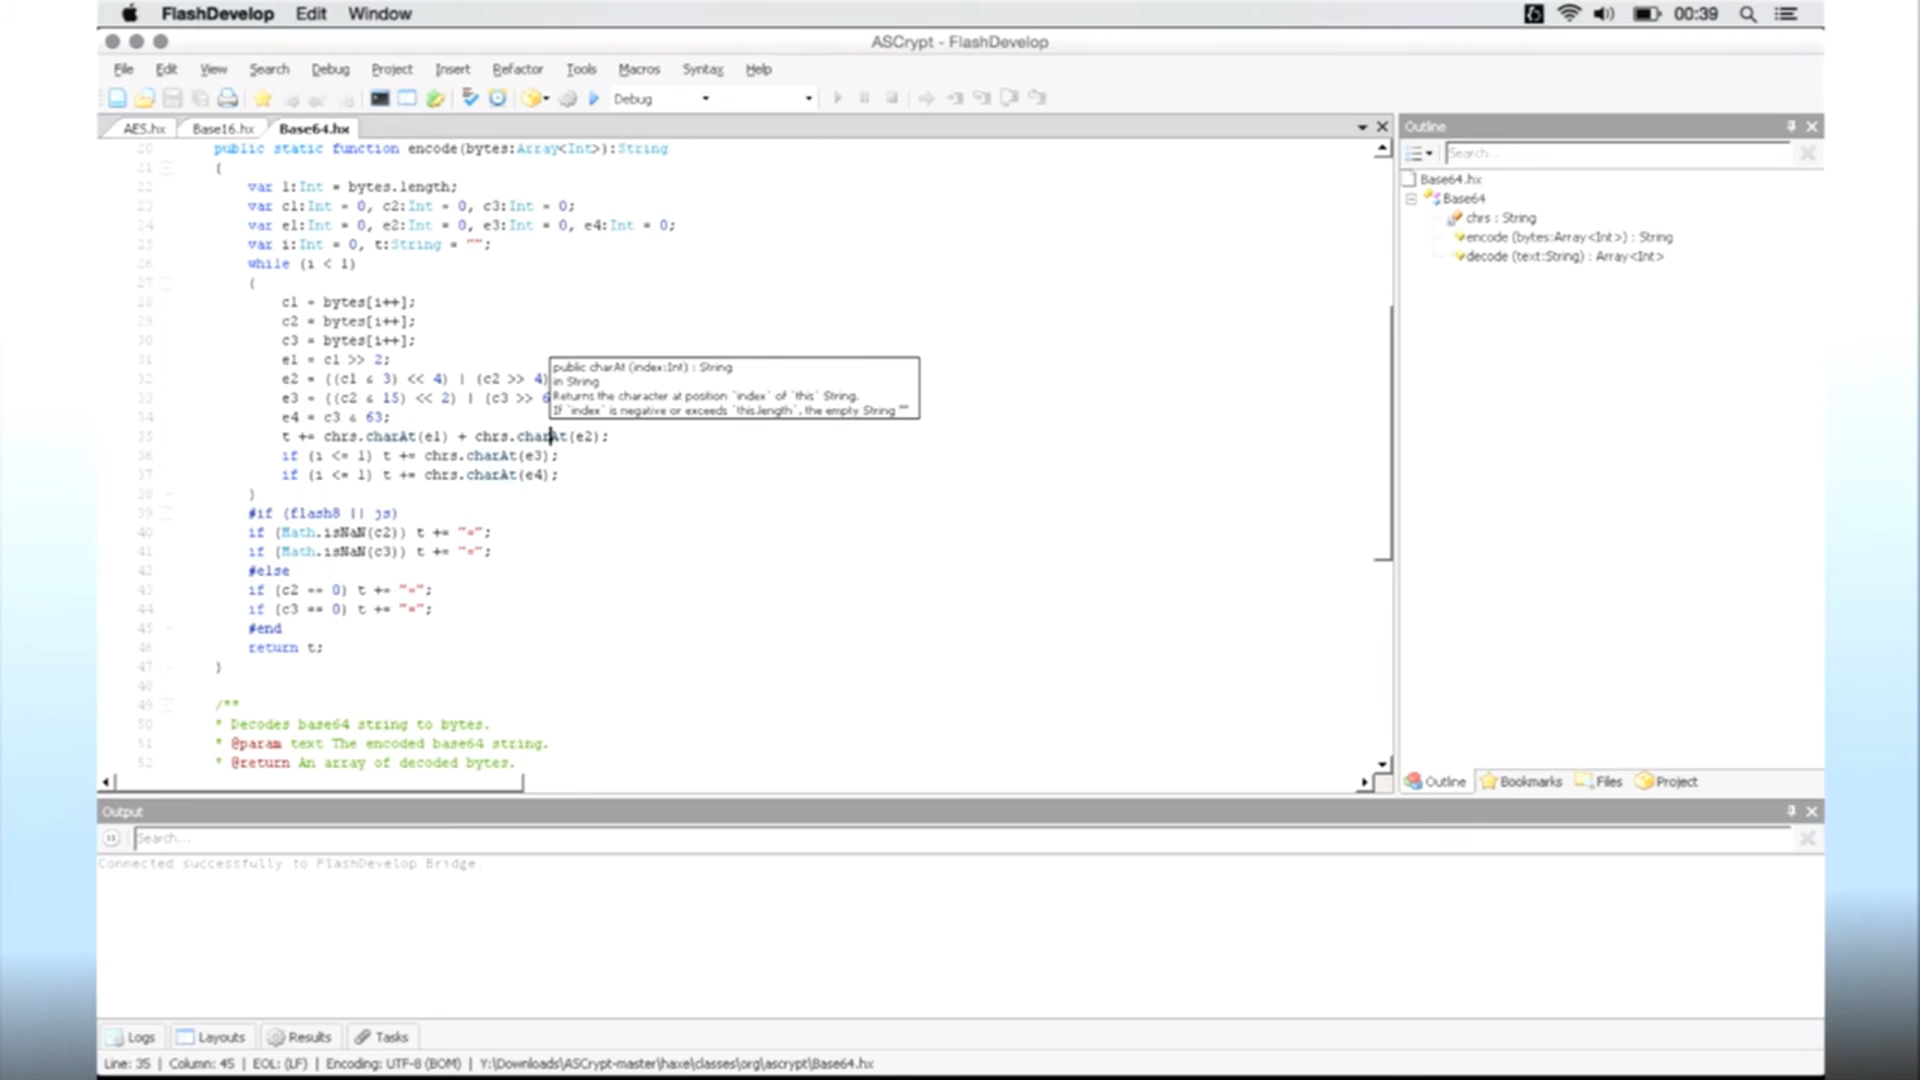 FlashDevelop Edit Window 00:39
ASCrypt - FlashDevelop
File Edit View Search Debug Project Insert Refactor Tools Macros Syntax Help
Debug
AES.hx Base16.hx Base64.hx
Outline
Search...
Base64.hx
Base64
chrs : String
encode (bytes:Array<Int>) : String
decode (text:String) : Array<Int>
20 public static function encode(bytes:Array<Int>):String
21 {
22 var l:Int = bytes.length;
23 var c1:Int = 0, c2:Int = 0, c3:Int = 0;
24 var e1:Int = 0, e2:Int = 0, e3:Int = 0, e4:Int = 0;
25 var i:Int = 0, t:String = "";
26 while (i < l)
27 {
28 c1 = bytes[i++];
29 c2 = bytes[i++];
30 c3 = bytes[i++];
31 e1 = c1 >> 2;
32 e2 = ((c1 & 3) << 4) | (c2 >> 4)
33 e3 = ((c2 & 15) << 2) | (c3 >> 6
34 e4 = c3 & 63;
35 t += chrs.charAt(e1) + chrs.charAt(e2);
36 if (i <= l) t += chrs.charAt(e3);
37 if (i <= l) t += chrs.charAt(e4);
38 }
39 #if (flash8 || js)
40 if (Math.isNaN(c2)) t += "=";
41 if (Math.isNaN(c3)) t += "=";
42 #else
43 if (c2 == 0) t += "=";
44 if (c3 == 0) t += "=";
45 #end
46 return t;
47 }
48
49 /**
50 * Decodes base64 string to bytes.
51 * @param text The encoded base64 string.
52 * @return An array of decoded bytes.
public charAt (index:Int) : String
in String
Returns the character at position `index` of `this` String.
If `index` is negative or exceeds `this.length`, the empty String ""
Outline Bookmarks Files Project
Output
Search...
Connected successfully to FlashDevelop Bridge.
Logs Layouts Results Tasks
Line: 35 | Column: 45 | EOL: (LF) | Encoding: UTF-8 (BOM) | Y:\Downloads\ASCrypt-master\haxe\classes\org\ascrypt\Base64.hx